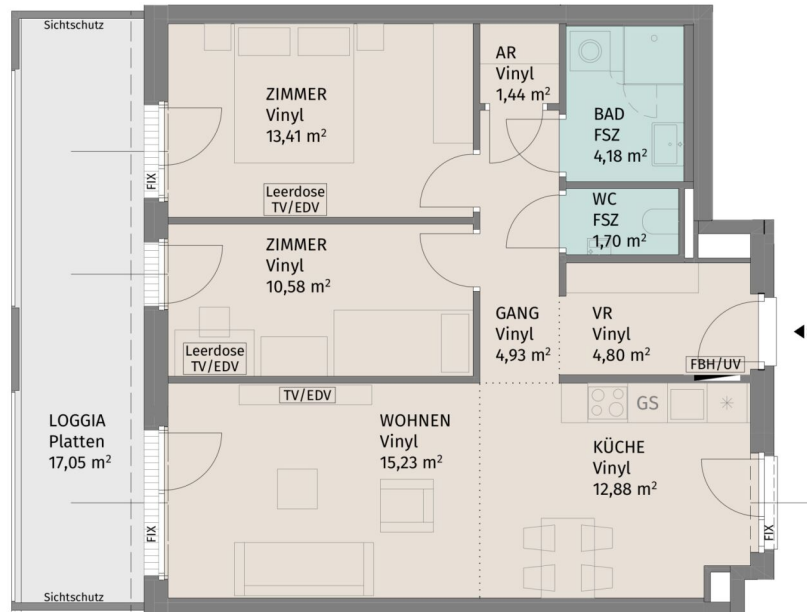 Sichtschutz
ZIMMER
Vinyl
13,41 m²
AR
Vinyl
1,44 m²
BAD
FSZ
4,18 m²
FIX
Leerdose
TV/EDV
WC
FSZ
1,70 m²
ZIMMER
Vinyl
10,58 m²
GANG
Vinyl
4,93 m²
VR
Vinyl
4,80 m²
Leerdose
TV/EDV
FBH/UV
TV/EDV
GS
LOGGIA
Platten
17,05 m²
WOHNEN
Vinyl
15,23 m²
KÜCHE
Vinyl
12,88 m²
FIX
FIX
Sichtschutz